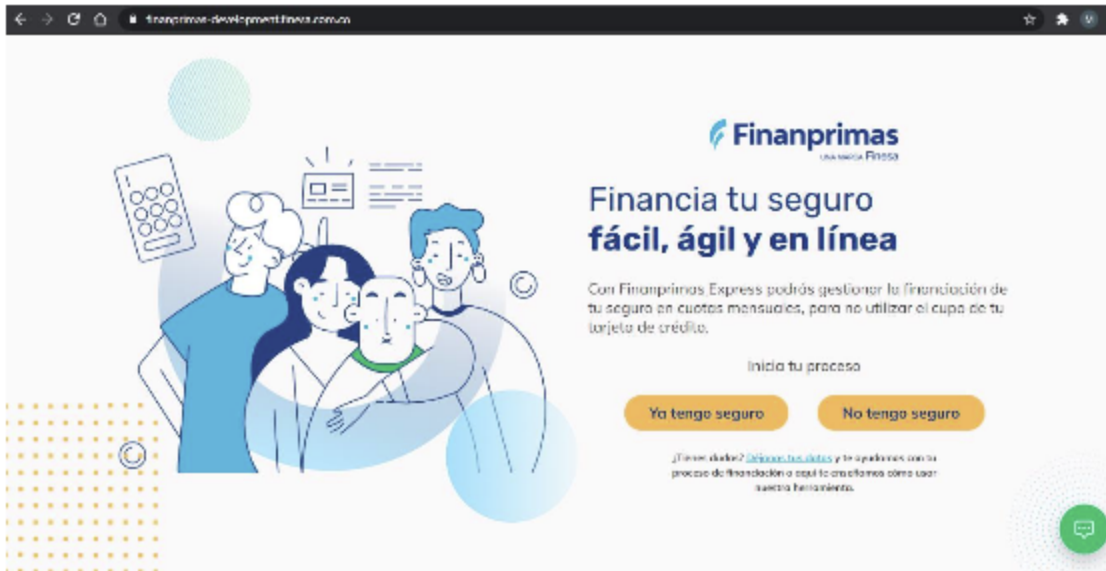 finanprimas-development.finesa.com.co
Finanprimas
UNA MARCA Finesa
Financia tu seguro
fácil, ágil y en línea
Con Finanprimas Express podrás gestionar la financiación de
tu seguro en cuotas mensuales, para no utilizar el cupo de tu
tarjeta de crédito.
Inicia tu proceso
Ya tengo seguro
No tengo seguro
¿Tienes dudas? Déjanos tus datos y te ayudamos con tu
proceso de financiación o aquí te enseñamos cómo usar
nuestra herramienta.